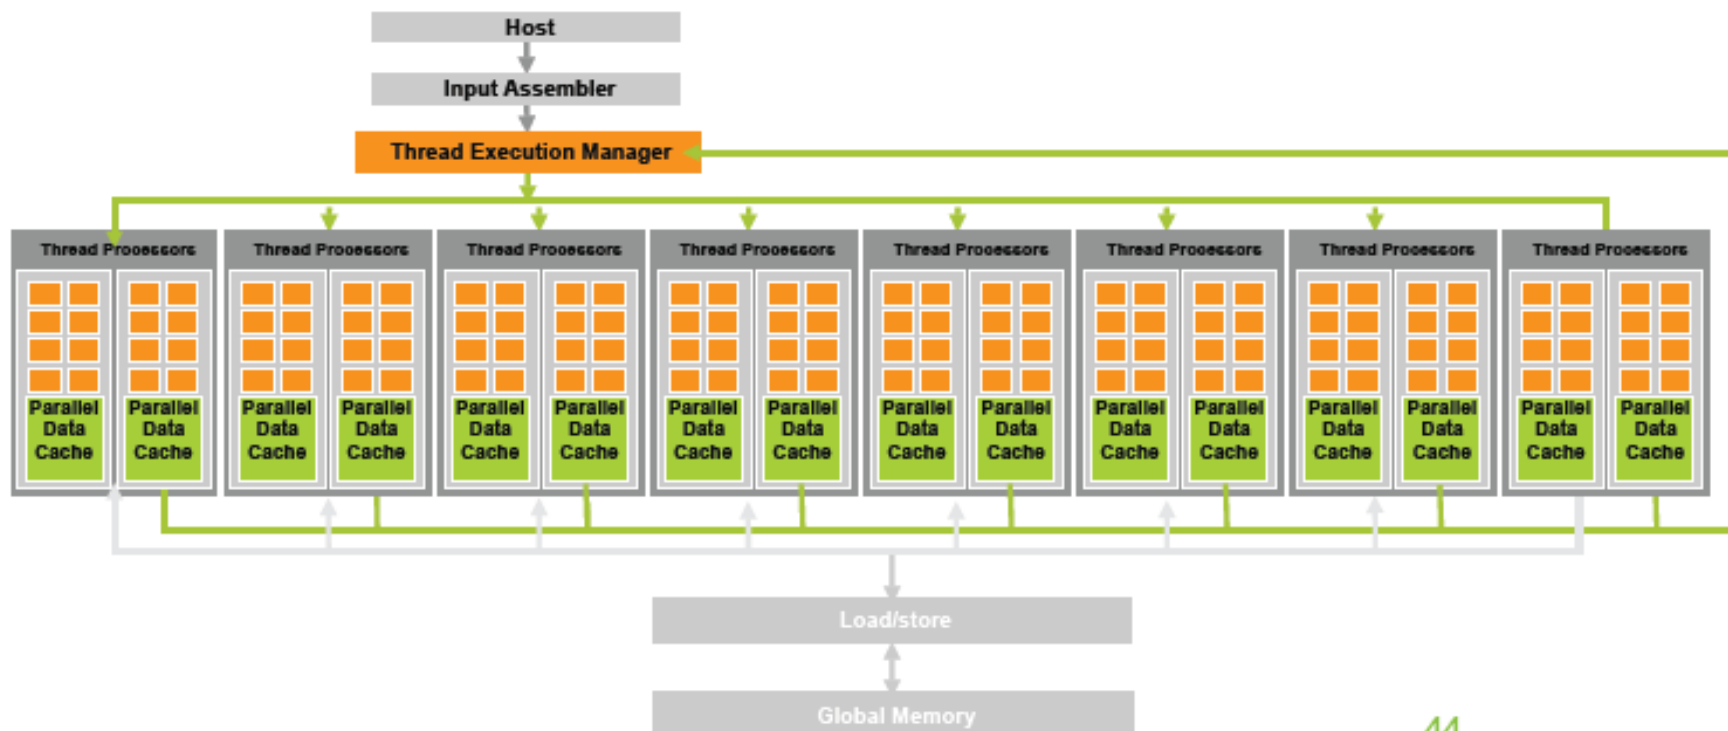 Host
Input Assembler
Thread Execution Manager
Thread Processors Thread Processors Thread Processors Thread Processors Thread Processors Thread Processors Thread Processors Thread Processors
Parallel Parallel Parallel Parallel Parallel Parallel Parallel Parallel Parallel Parallel Parallel Parallel Parallel Parallel Parallel Parallel
Data Data Data Data Data Data Data Data Data Data Data Data Data Data Data Data
Cache Cache Cache Cache Cache Cache Cache Cache Cache Cache Cache Cache Cache Cache Cache Cache
Load/store
Global Memory
44